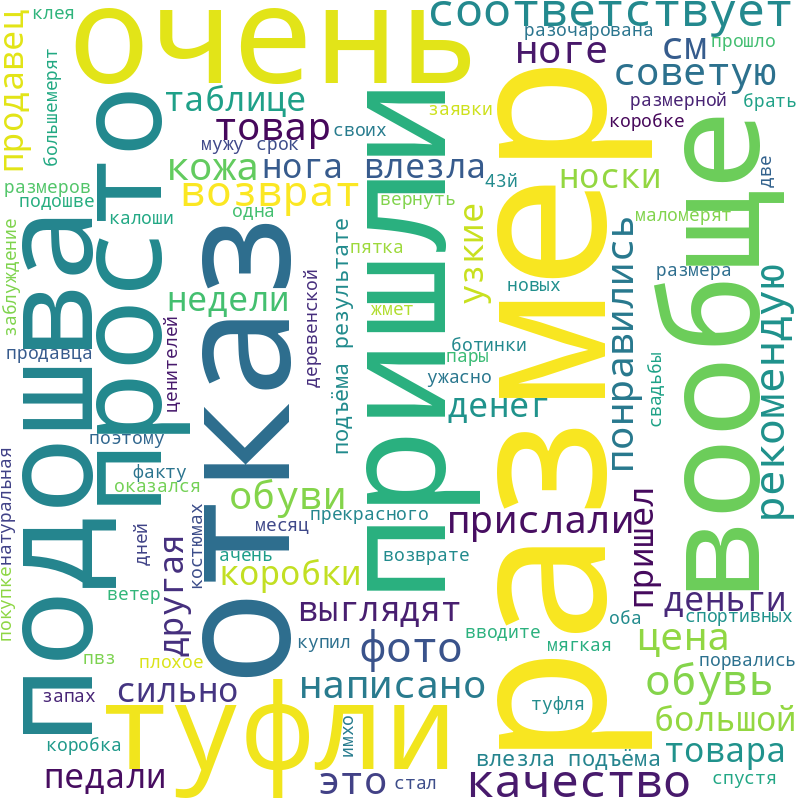 клея
очень
соответствует
продавец
разочарована
ноге
см
прошло
советую
таблице
товар
своих
заявки
размерной
брать
коробке
большемерят
мужу
срок
кожа
нога
влезла
43й
носки
две
размеров
подошве
возврат
вернуть
калоши
одна
маломерят
заблуждение
подошва
просто
отказ
пришли
размер
вообще
пятка
узкие
понравились
размера
новых
недели
деревенской
результате
жмет
ботинки
продавца
ценителей
пары
ужасно
свадьбы
рекомендую
подъёма
денег
поэтому
факту
оказался
обуви
прекрасного
прислали
натуральная
покупке
дней
костюмах
месяц
ачень
коробки
возврате
пришел
другая
ветер
выглядят
деньги
оба
спортивных
вводите
купил
фото
мягкая
цена
порвались
пвз
плохое
запах
сильно
написано
обувь
туфля
туфли
имхо
большой
коробка
влезла
подъёма
товара
педали
это
стал
качество
спустя